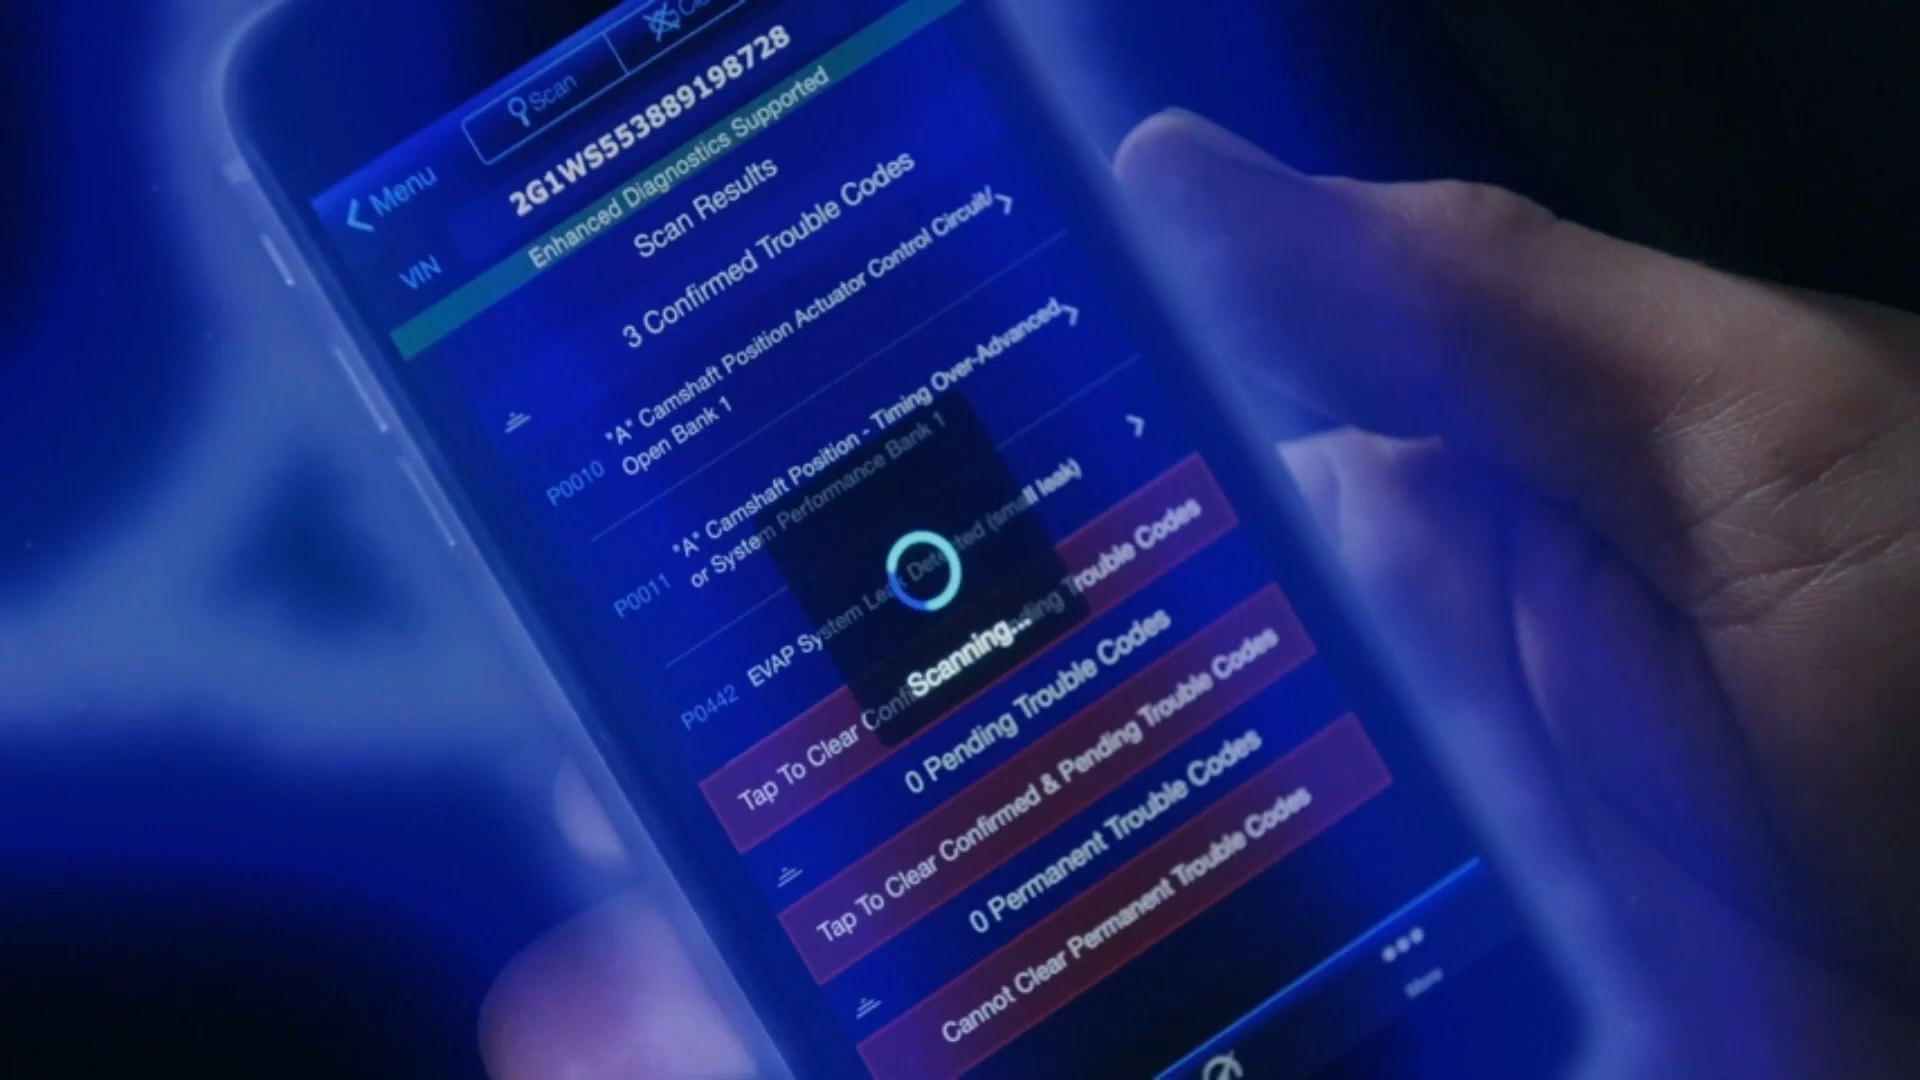 Scan
Menu
VIN
2G1WS553889198728
Enhanced Diagnostics Supported
Scan Results
3 Confirmed Trouble Codes
P0010
"A" Camshaft Position Actuator Control Circuit/
Open Bank 1
P0011
"A" Camshaft Position - Timing Over-Advanced
or System Performance Bank 1
P0442
EVAP System Leak Detected (small leak)
Scanning...
Tap To Clear Trouble Codes
0 Pending Trouble Codes
Tap To Clear Confirmed & Pending Trouble Codes
0 Permanent Trouble Codes
Cannot Clear Permanent Trouble Codes
More